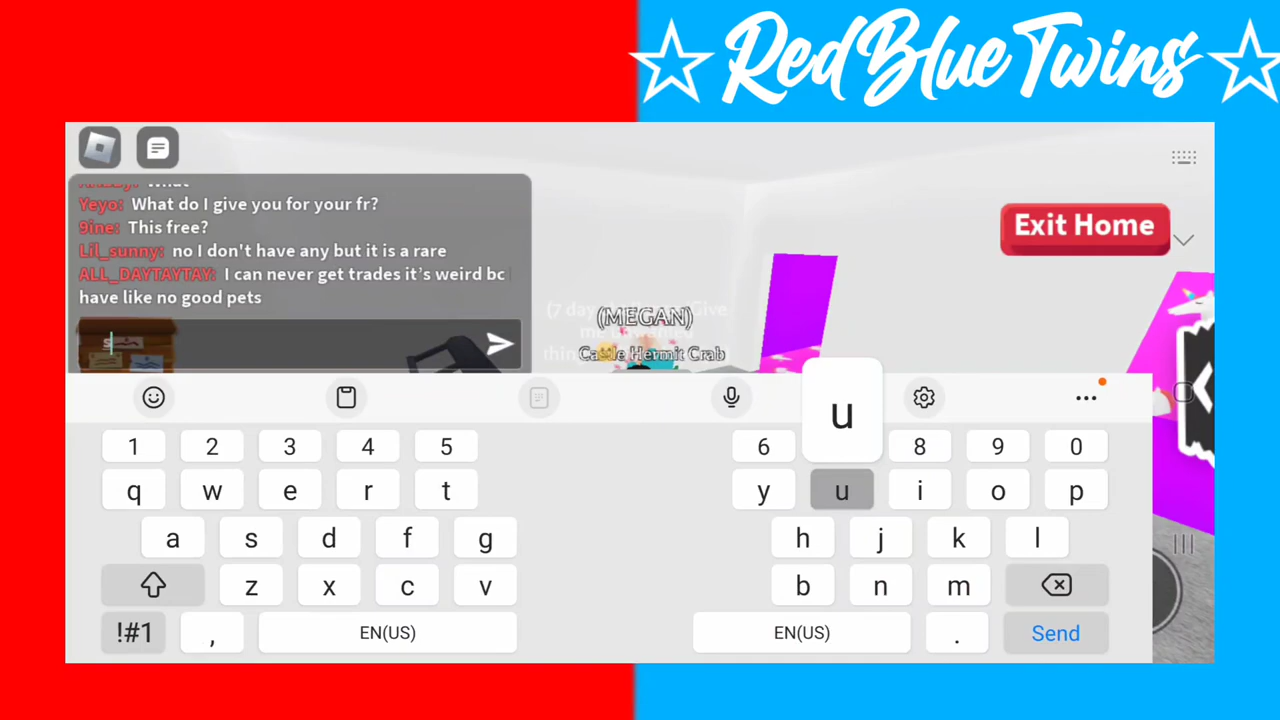 ☆ RedBlueTwins ☆
What
Yeyo: What do I give you for your fr?
9ine: This free?
Lil_sunny: no I don't have any but it is a rare
ALL_DAYTAYTAY: I can never get trades it's weird bc I
have like no good pets
s
Exit Home
(MEGAN)
Castle Hermit Crab
u
1 2 3 4 5 6 8 9 0
q w e r t y u i o p
a s d f g h j k l
z x c v b n m
!#1 , EN(US) EN(US) . Send